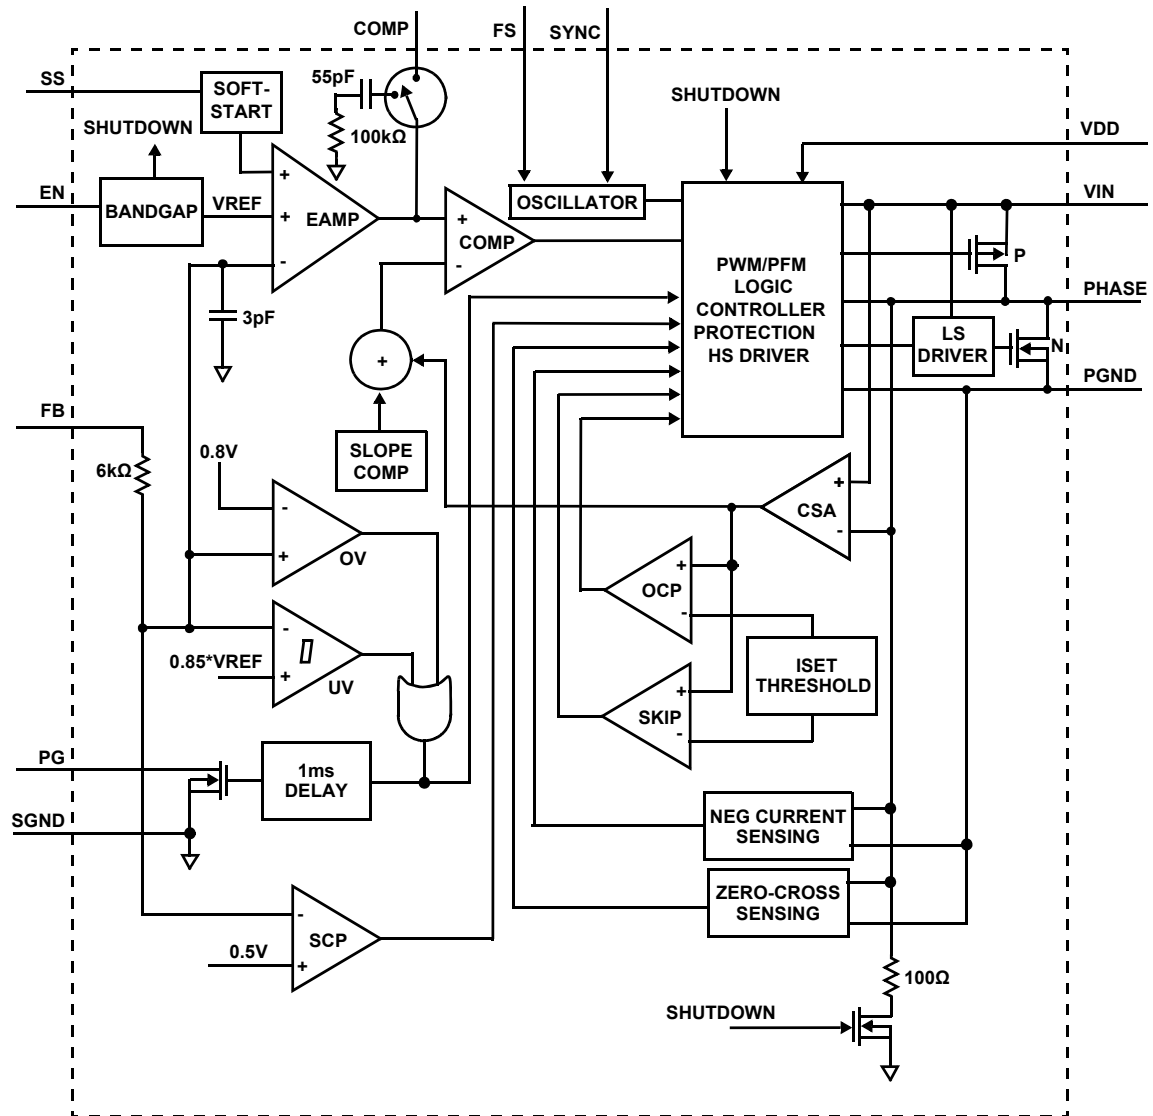 COMP
FS
SYNC
SS
SOFT-
START
55pF
100kΩ
SHUTDOWN
SHUTDOWN
VDD
EN
BANDGAP
VREF
+
+
-
EAMP
+
-
COMP
OSCILLATOR
VIN
PWM/PFM
LOGIC
CONTROLLER
PROTECTION
HS DRIVER
P
PHASE
3pF
+
LS
DRIVER
N
PGND
FB
6kΩ
0.8V
SLOPE
COMP
-
+
OV
+
-
CSA
+
-
OCP
-
+
UV
0.85*VREF
ISET
THRESHOLD
+
-
SKIP
PG
1ms
DELAY
SGND
NEG CURRENT
SENSING
ZERO-CROSS
SENSING
-
+
SCP
0.5V
100Ω
SHUTDOWN